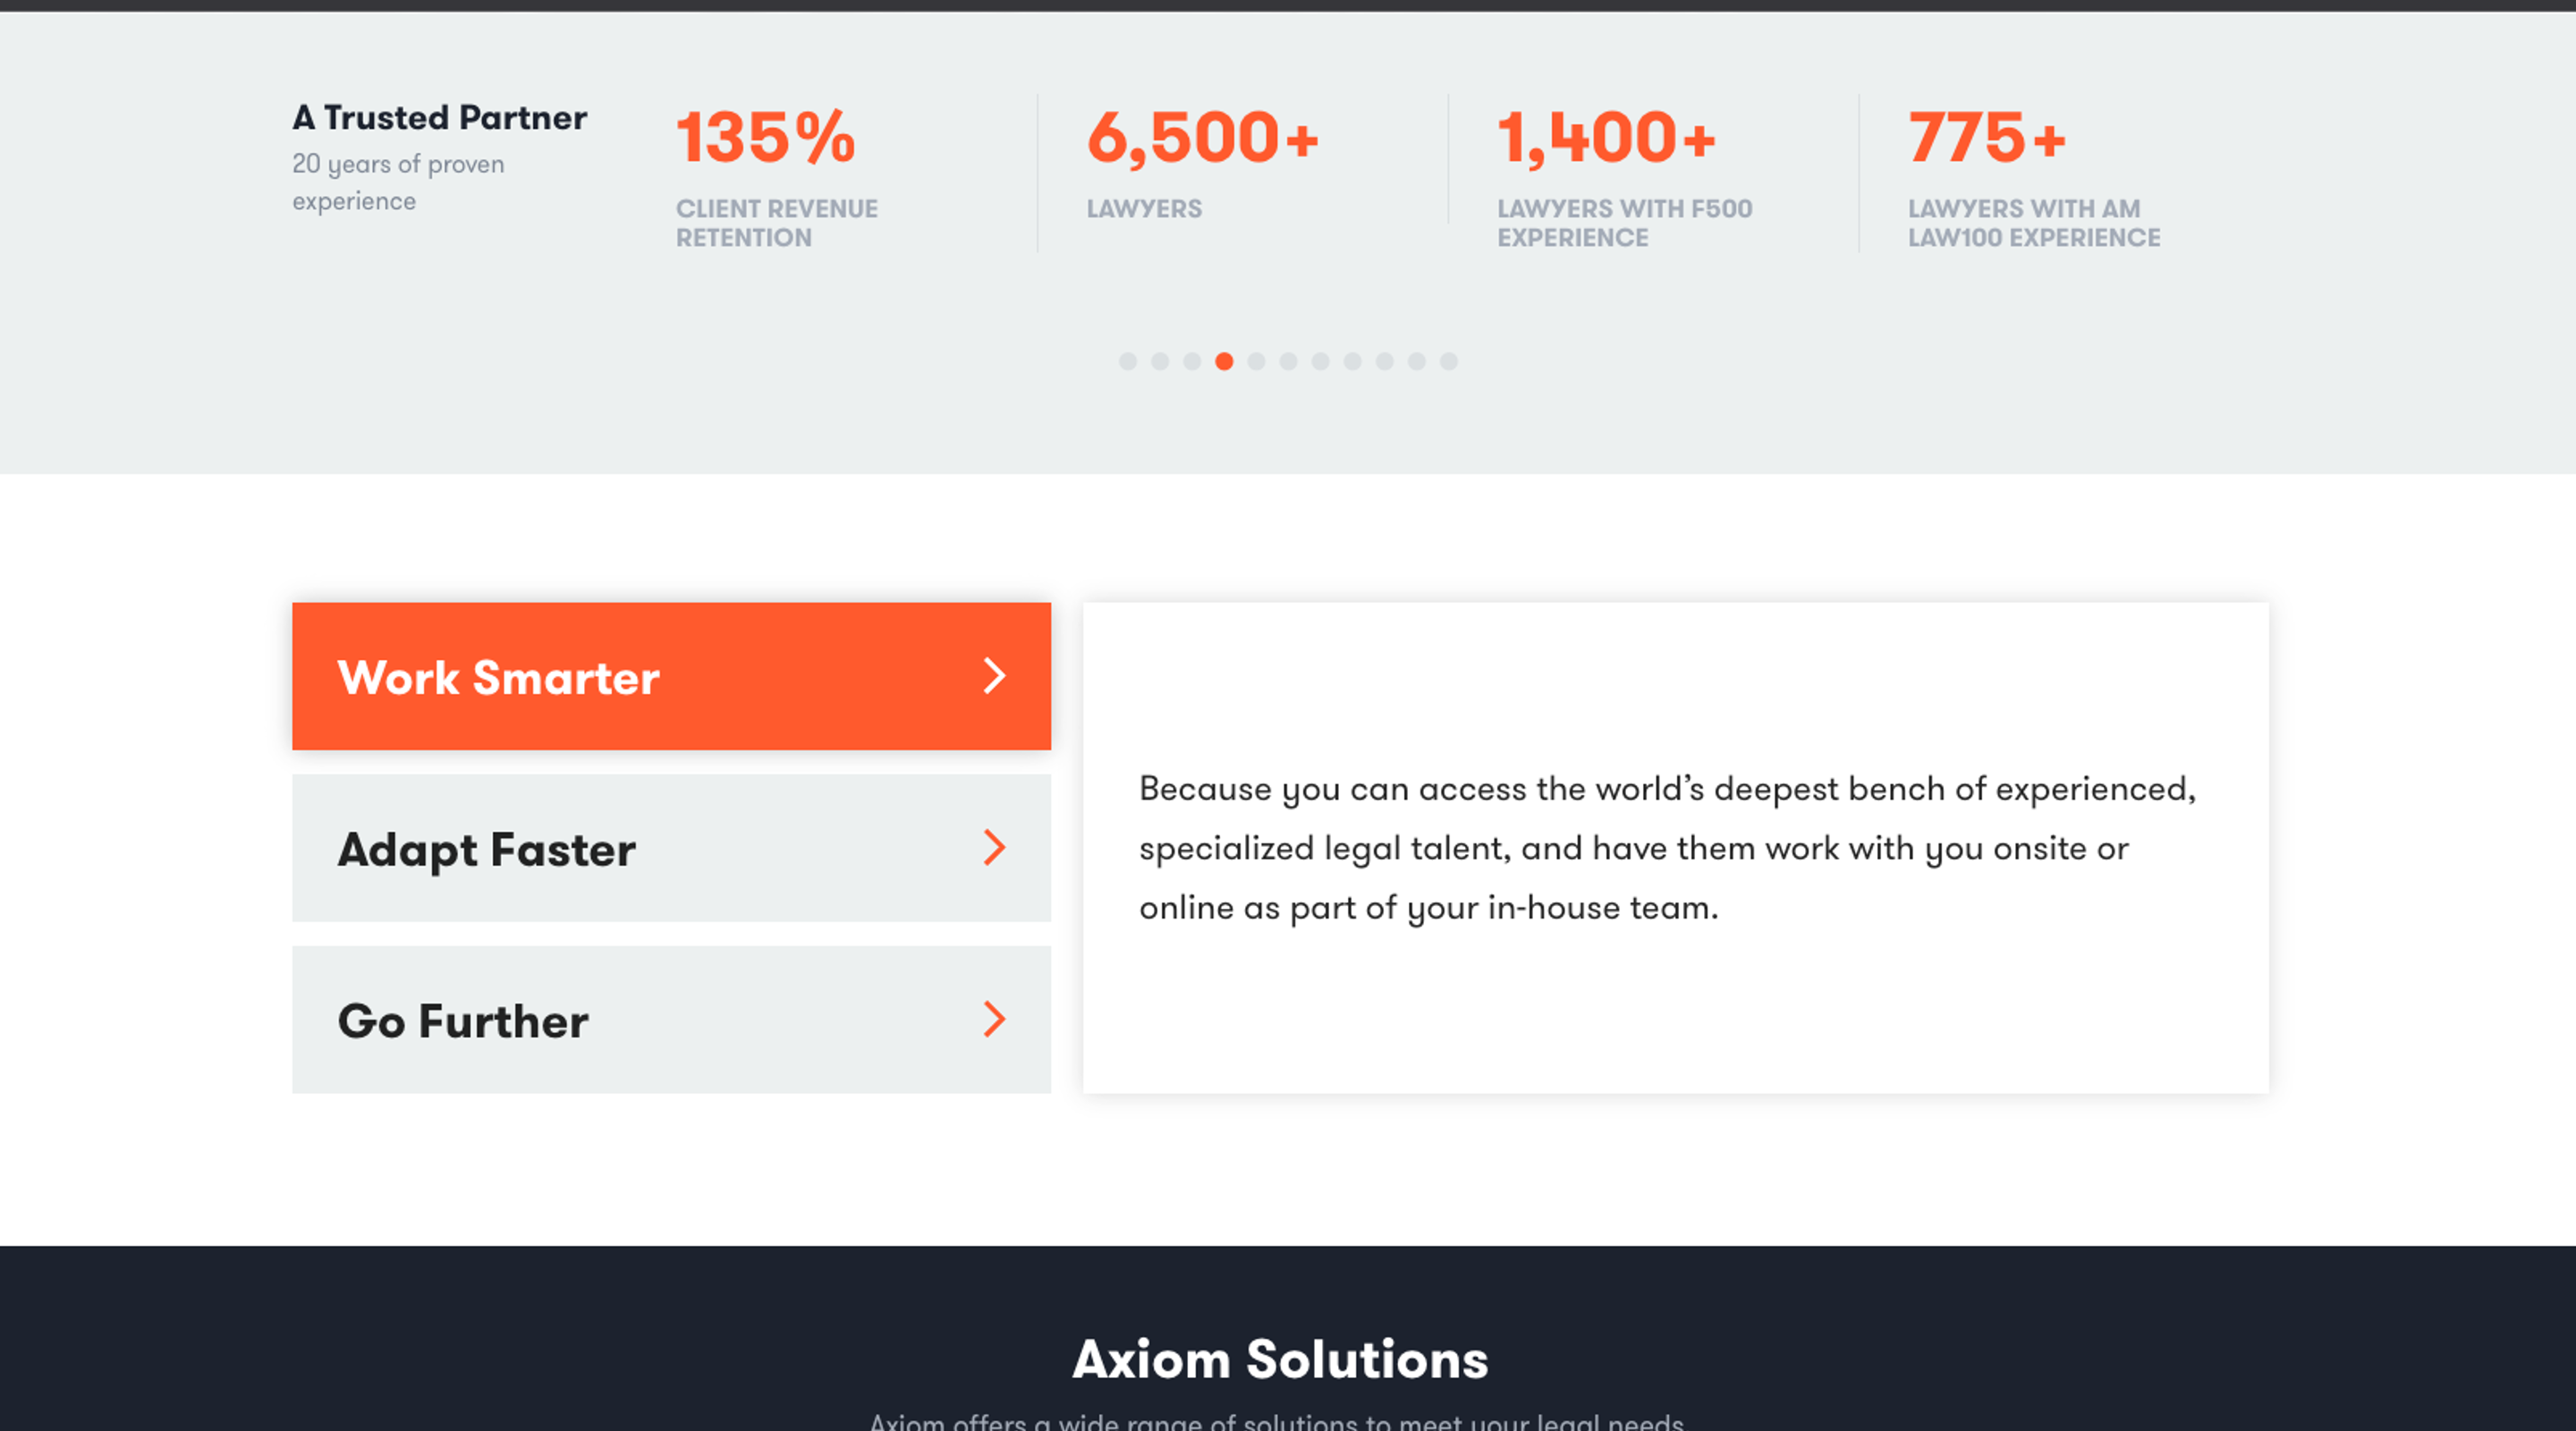 A Trusted Partner
20 years of proven
experience
135%
CLIENT REVENUE
RETENTION
6,500+
LAWYERS
1,400+
LAWYERS WITH F500
EXPERIENCE
775+
LAWYERS WITH AM
LAW100 EXPERIENCE
Work Smarter
Adapt Faster
Go Further
Because you can access the world’s deepest bench of experienced,
specialized legal talent, and have them work with you onsite or
online as part of your in-house team.
Axiom Solutions
Axiom offers a wide range of solutions to meet your legal needs